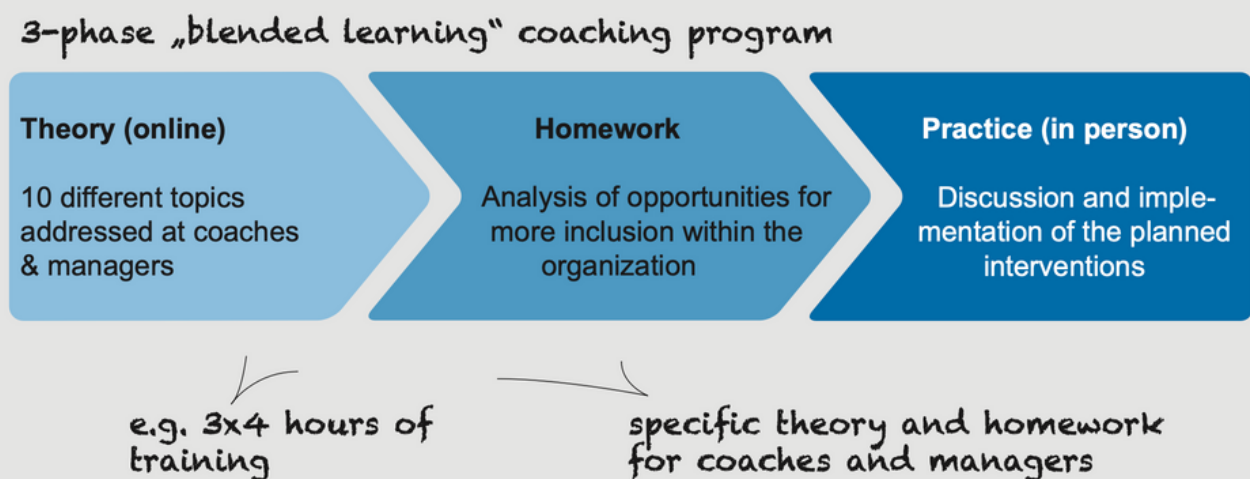 3-phase „blended learning“ coaching program
Theory (online)
10 different topics
addressed at coaches
& managers
Homework
Analysis of opportunities for
more inclusion within the
organization
Practice (in person)
Discussion and imple-
mentation of the planned
interventions
e.g. 3x4 hours of
training
specific theory and homework
for coaches and managers